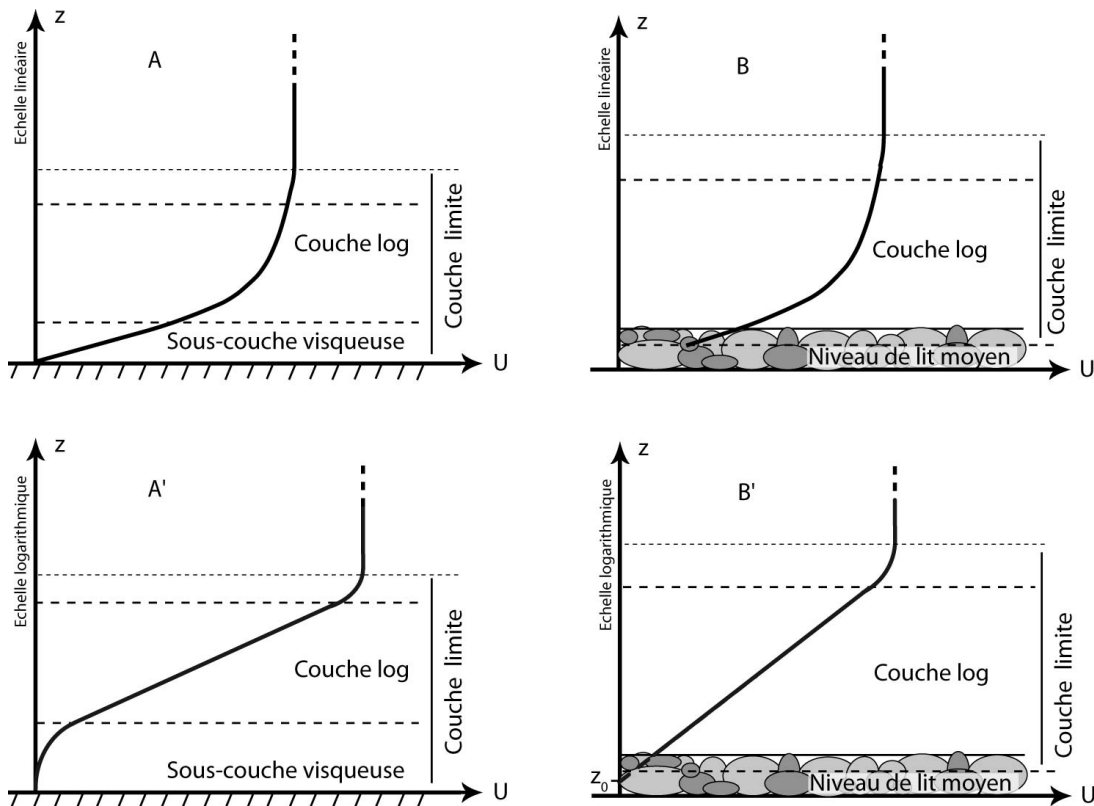 z
Echelle linéaire
A
Couche log
Couche limite
Sous-couche visqueuse
U
z
Echelle linéaire
B
Couche log
Couche limite
Niveau de lit moyen
U
z
Echelle logarithmique
A'
Couche log
Couche limite
Sous-couche visqueuse
U
z
Echelle logarithmique
B'
Couche log
Couche limite
z0
Niveau de lit moyen
U